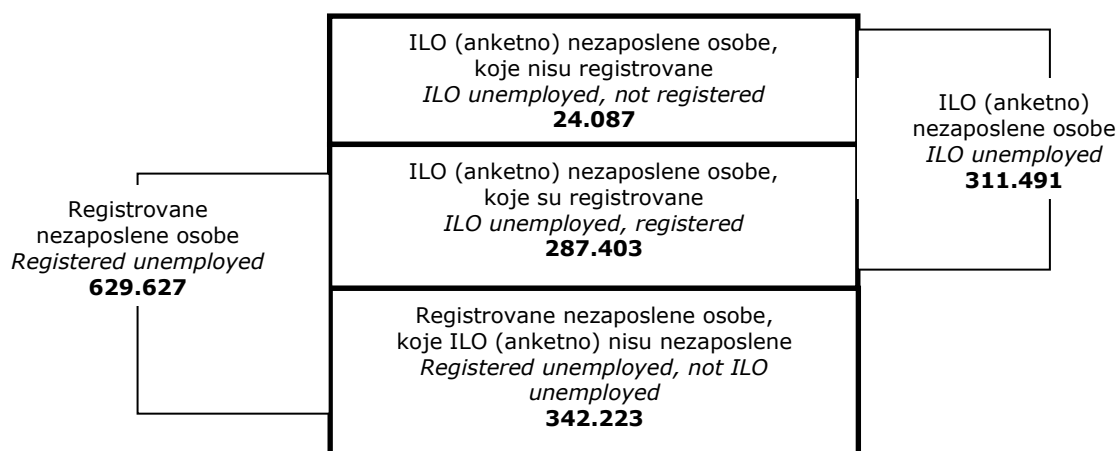 ILO (anketno) nezaposlene osobe,
koje nisu registrovane
ILO unemployed, not registered
24.087
ILO (anketno)
nezaposlene osobe
ILO unemployed
311.491
ILO (anketno) nezaposlene osobe,
koje su registrovane
ILO unemployed, registered
287.403
Registrovane
nezaposlene osobe
Registered unemployed
629.627
Registrovane nezaposlene osobe,
koje ILO (anketno) nisu nezaposlene
Registered unemployed, not ILO
unemployed
342.223